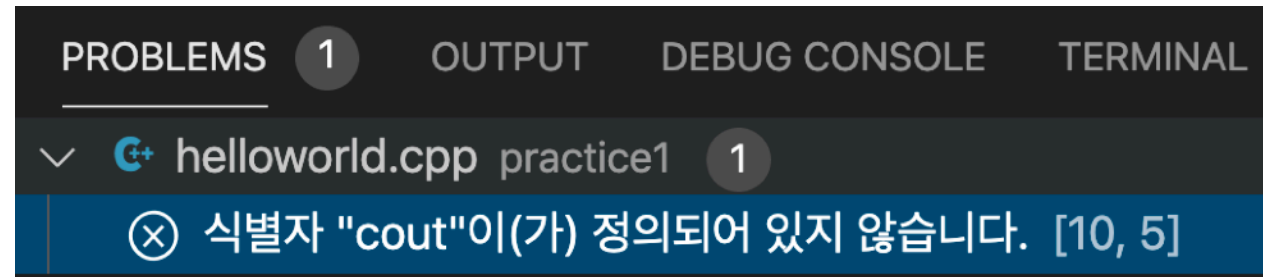 PROBLEMS 1 OUTPUT DEBUG CONSOLE TERMINAL
helloworld.cpp practice1 1
식별자 "cout"이(가) 정의되어 있지 않습니다. [10, 5]